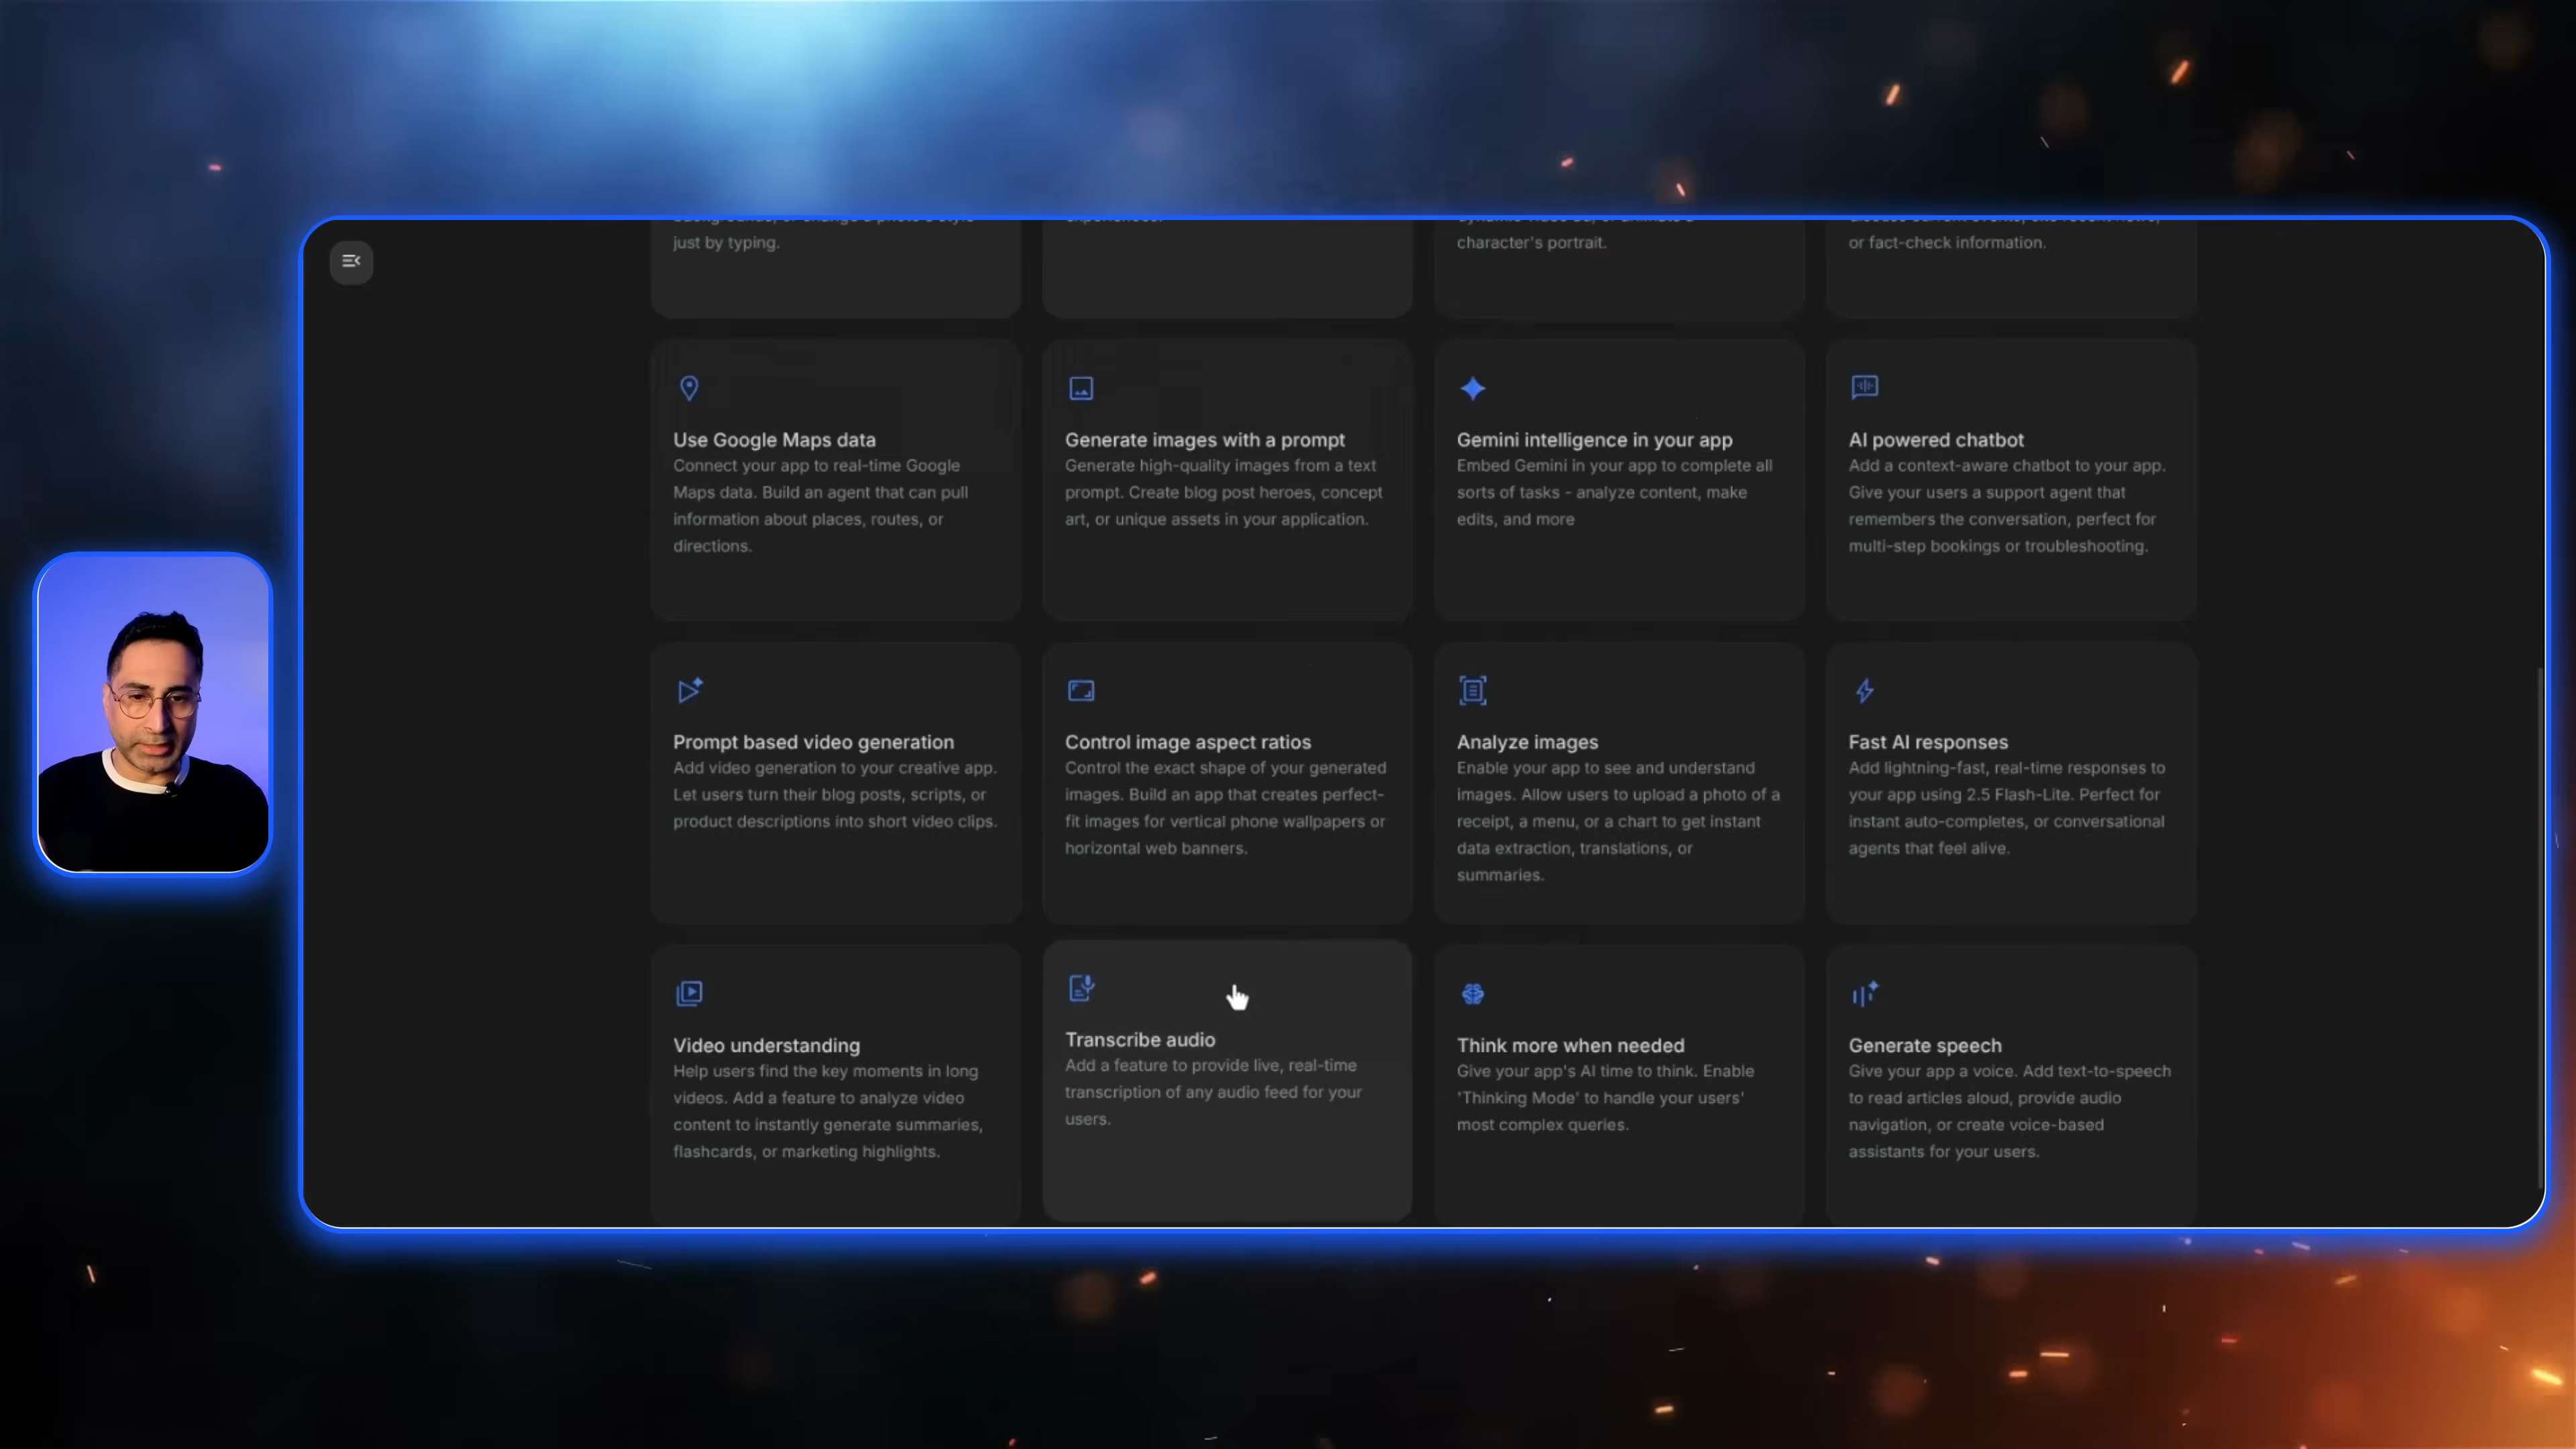 just by typing.
character's portrait.
or fact-check information.
Use Google Maps data
Connect your app to real-time Google
Maps data. Build an agent that can pull
information about places, routes, or
directions.
Generate images with a prompt
Generate high-quality images from a text
prompt. Create blog post heroes, concept
art, or unique assets in your application.
Gemini intelligence in your app
Embed Gemini in your app to complete all
sorts of tasks - analyze content, make
edits, and more
AI powered chatbot
Add a context-aware chatbot to your app.
Give your users a support agent that
remembers the conversation, perfect for
multi-step bookings or troubleshooting.
Prompt based video generation
Add video generation to your creative app.
Let users turn their blog posts, scripts, or
product descriptions into short video clips.
Control image aspect ratios
Control the exact shape of your generated
images. Build an app that creates perfect-
fit images for vertical phone wallpapers or
horizontal web banners.
Analyze images
Enable your app to see and understand
images. Allow users to upload a photo of a
receipt, a menu, or a chart to get instant
data extraction, translations, or
summaries.
Fast AI responses
Add lightning-fast, real-time responses to
your app using 2.5 Flash-Lite. Perfect for
instant auto-completes, or conversational
agents that feel alive.
Video understanding
Help users find the key moments in long
videos. Add a feature to analyze video
content to instantly generate summaries,
flashcards, or marketing highlights.
Transcribe audio
Add a feature to provide live, real-time
transcription of any audio feed for your
users.
Think more when needed
Give your app's AI time to think. Enable
'Thinking Mode' to handle your users'
most complex queries.
Generate speech
Give your app a voice. Add text-to-speech
to read articles aloud, provide audio
navigation, or create voice-based
assistants for your users.